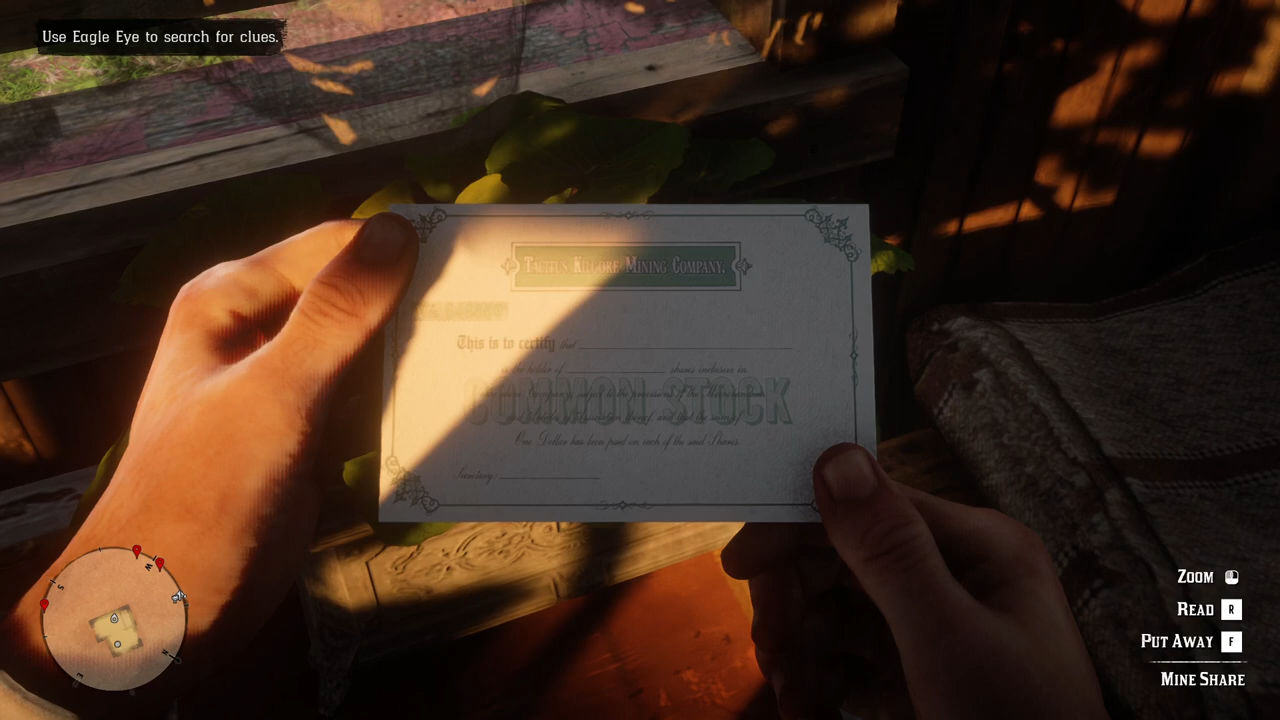 Use Eagle Eye to search for clues.
Tacitus Kilgore Mining Company.
This is to certify that
is the holder of shares inclusive in
COMMON STOCK
One Dollar has been paid on each of the said Shares.
Secretary
W
S
N
E
Zoom
Read R
Put Away F
Mine Share